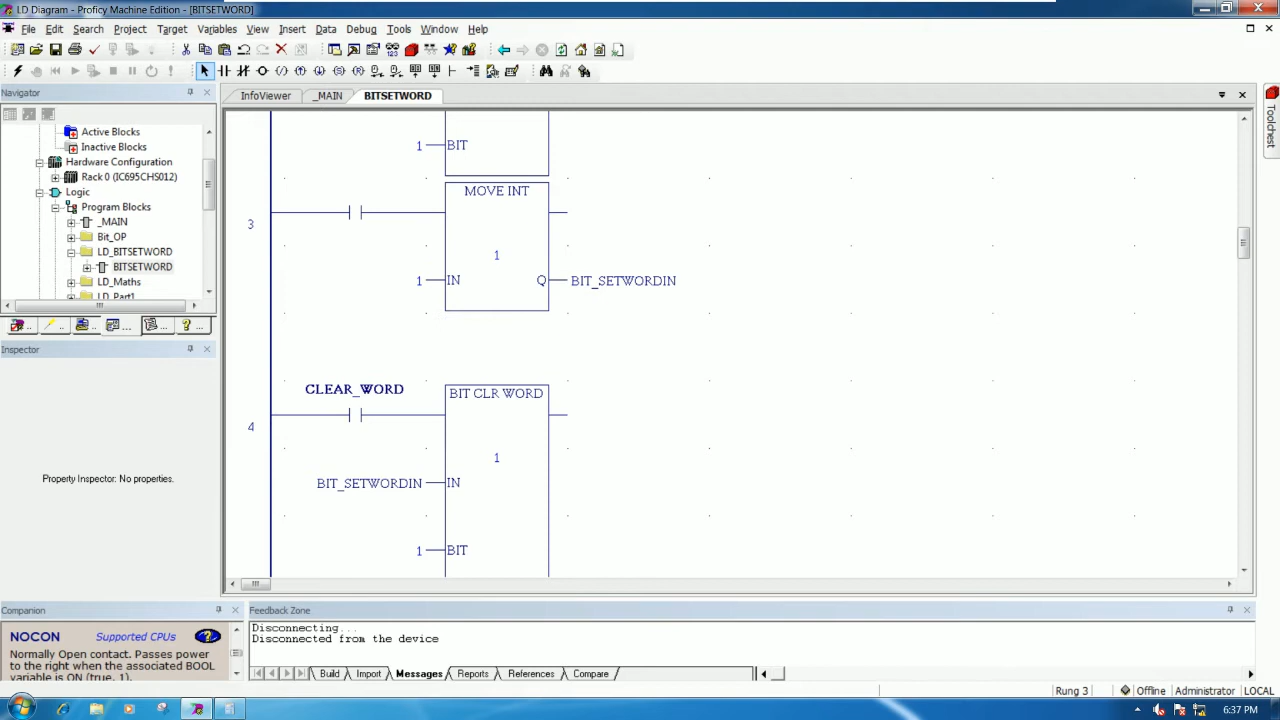 LD Diagram - Proficy Machine Edition - [BITSETWORD]
File Edit Search Project Target Variables View Insert Data Debug Tools Window Help
Navigator
InfoViewer _MAIN BITSETWORD
Active Blocks
Inactive Blocks
Hardware Configuration
Rack 0 (IC695CHS012)
Logic
Program Blocks
_MAIN
Bit_OP
LD_BITSETWORD
BITSETWORD
LD_Maths
LD_Part1
Inspector
Property Inspector: No properties.
1 BIT
MOVE INT
3
1
1 IN Q BIT_SETWORDIN
CLEAR_WORD BIT CLR WORD
4
1
BIT_SETWORDIN IN
1 BIT
Toolchest
Companion
NOCON Supported CPUs
Normally Open contact. Passes power
to the right when the associated BOOL
variable is ON (true, 1).
Feedback Zone
Disconnecting...
Disconnected from the device
Build Import Messages Reports References Compare
Rung 3 Offline Administrator LOCAL
6:37 PM